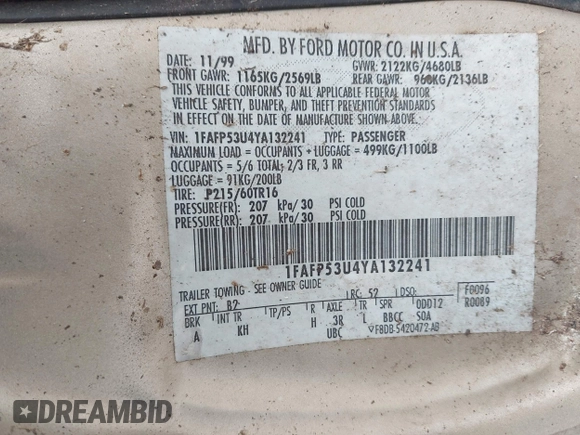 MFD. BY FORD MOTOR CO. IN U.S.A.
DATE: 11/99 GVWR: 2122KG/4680LB
FRONT GAWR: 1165KG/2569LB REAR GAWR: 968KG/2136LB
THIS VEHICLE CONFORMS TO ALL APPLICABLE FEDERAL MOTOR
VEHICLE SAFETY, BUMPER, AND THEFT PREVENTION STANDARDS
IN EFFECT ON THE DATE OF MANUFACTURE SHOWN ABOVE.
VIN: 1FAFP53U4YA132241 TYPE: PASSENGER
MAXIMUM LOAD = OCCUPANTS + LUGGAGE = 499KG/1100LB
OCCUPANTS = 5/6 TOTAL; 2/3 FR, 3 RR
LUGGAGE = 91KG/200LB
TIRE: P215/60TR16
PRESSURE(FR) 207 kPa/ 30 PSI COLD
PRESSURE(RR) 207 kPa/ 30 PSI COLD
1FAFP53U4YA132241
TRAILER TOWING - SEE OWNER GUIDE
EXT PNT: B2 RC: 52 DSO: F0096
BRK INT TR TP/PS R AXLE TR SPR ODD12 R0089
A KH H 3R L BBCC SOA
UBC F8DB 5420472 AB
DREAMBID